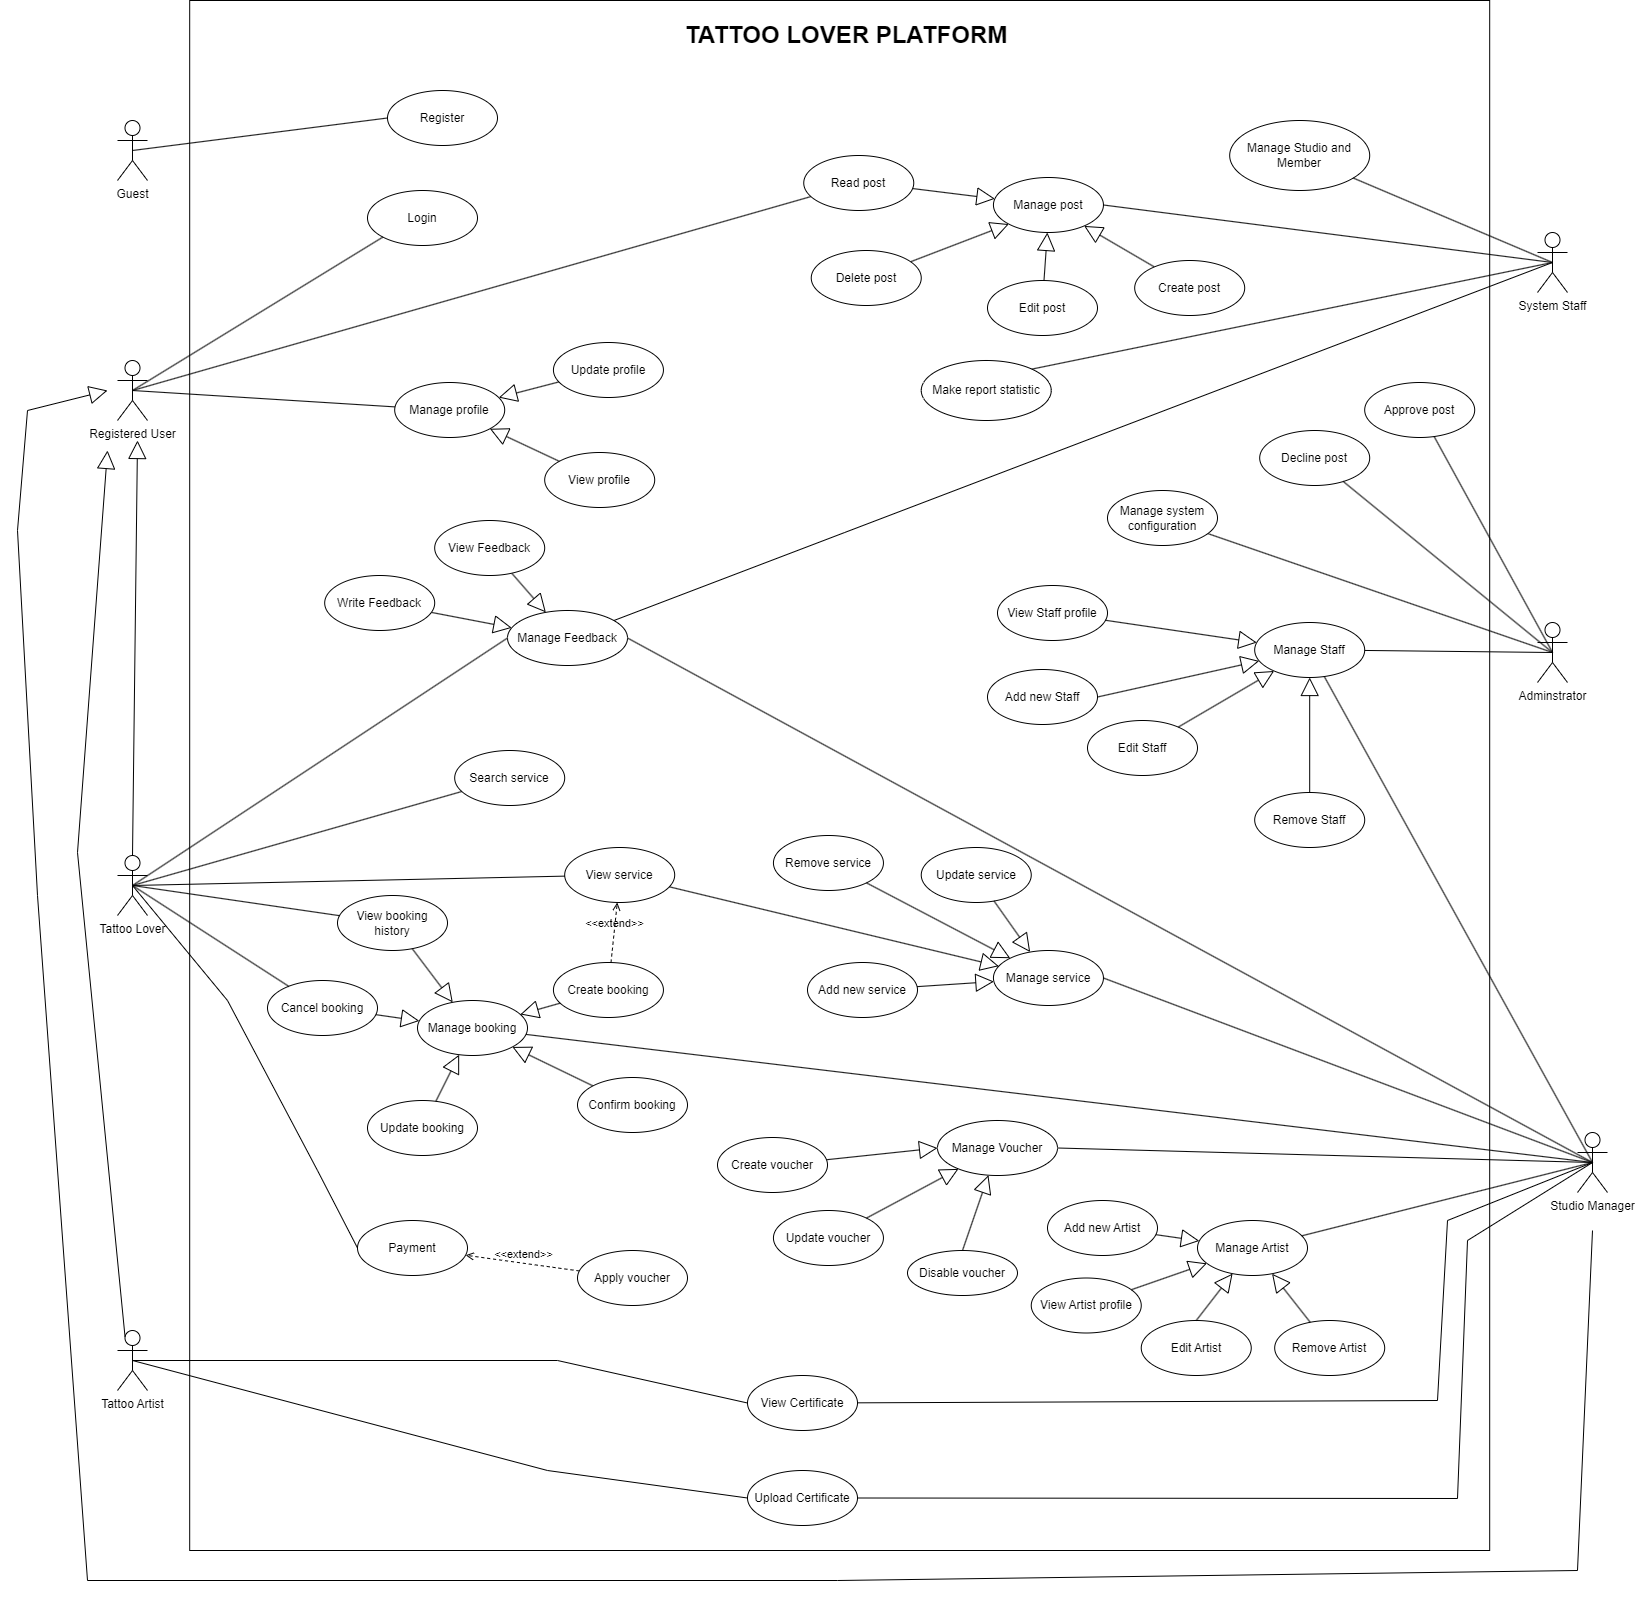 TATTOO LOVER PLATFORM
Register
Guest
Manage Studio and
Member
Read post
Manage post
Login
Delete post
Edit post
Create post
System Staff
Update profile
Make report statistic
Manage profile
Approve post
Registered User
Decline post
View profile
Manage system
configuration
View Feedback
Write Feedback
Manage Feedback
View Staff profile
Manage Staff
Add new Staff
Adminstrator
Edit Staff
Search service
Remove Staff
Remove service
Update service
View service
Tattoo Lover
View booking
history
<<extend>>
Manage service
Create booking
Add new service
Cancel booking
Manage booking
Confirm booking
Update booking
Manage Voucher
Create voucher
Studio Manager
Add new Artist
Update voucher
Payment
Manage Artist
<<extend>>
Apply voucher
Disable voucher
View Artist profile
Edit Artist
Remove Artist
Tattoo Artist
View Certificate
Upload Certificate